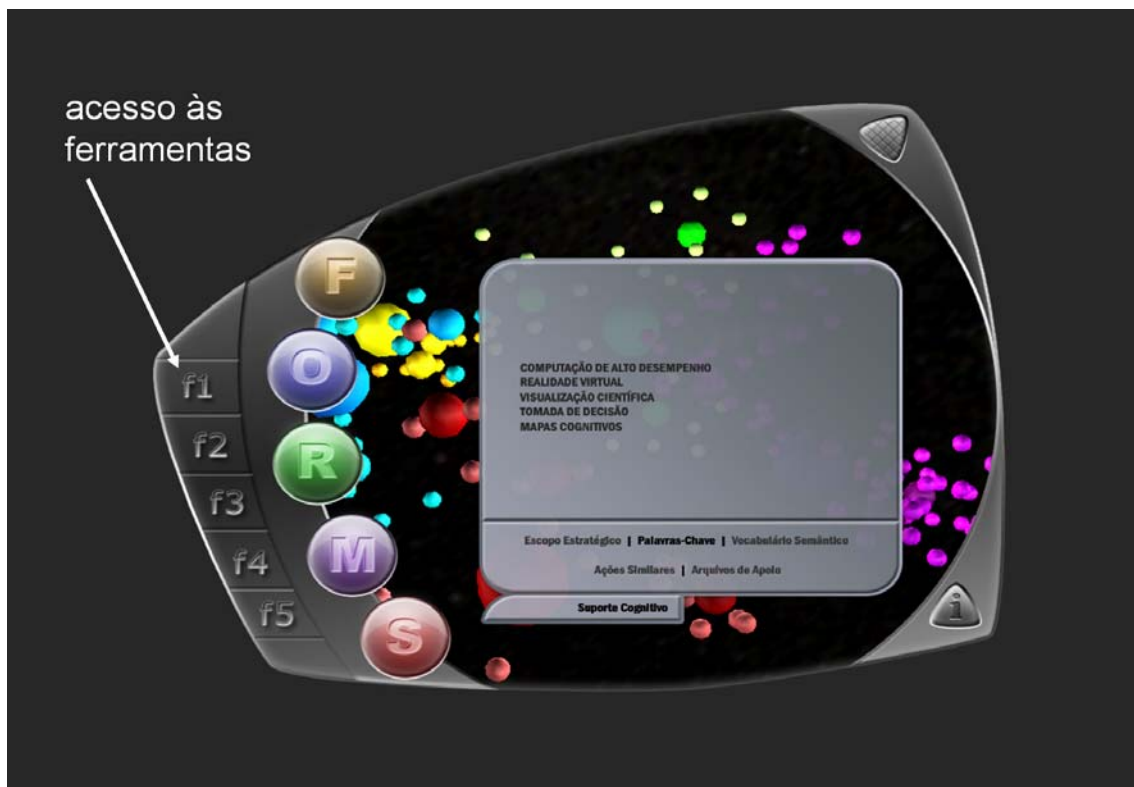 acesso às
ferramentas
F
O
R
M
S
f1
f2
f3
f4
f5
COMPUTAÇÃO DE ALTO DESEMPENHO
REALIDADE VIRTUAL
VISUALIZAÇÃO CIENTÍFICA
TOMADA DE DECISÃO
MAPAS COGNITIVOS
Escopo Estratégico | Palavras-Chave | Vocabulário Semântico
Ações Similares | Arquivos de Apoio
Suporte Cognitivo
i